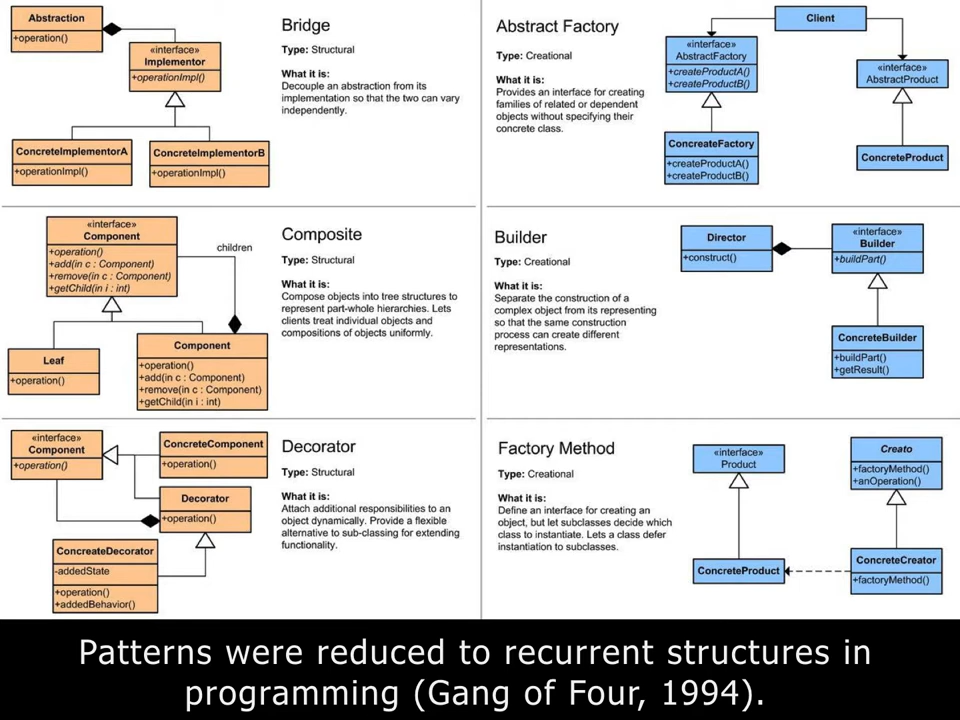 Abstraction
+operation()
«interface»
Implementor
+operationImpl()
ConcreteImplementorA
+operationImpl()
ConcreteImplementorB
+operationImpl()
Bridge
Type: Structural
What it is:
Decouple an abstraction from its
implementation so that the two can vary
independently.
Abstract Factory
Type: Creational
What it is:
Provides an interface for creating
families of related or dependent
objects without specifying their
concrete class.
Client
«interface»
AbstractFactory
+createProductA()
+createProductB()
«interface»
AbstractProduct
ConcreateFactory
+createProductA()
+createProductB()
ConcreteProduct
«interface»
Component
+operation()
+add(in c : Component)
+remove(in c : Component)
+getChild(in i : int)
children
Leaf
+operation()
Component
+operation()
+add(in c : Component)
+remove(in c : Component)
+getChild(in i : int)
Composite
Type: Structural
What it is:
Compose objects into tree structures to
represent part-whole hierarchies. Lets
clients treat individual objects and
compositions of objects uniformly.
Builder
Type: Creational
What it is:
Separate the construction of a
complex object from its representing
so that the same construction
process can create different
representations.
Director
+construct()
«interface»
Builder
+buildPart()
ConcreteBuilder
+buildPart()
+getResult()
«interface»
Component
+operation()
ConcreteComponent
+operation()
Decorator
+operation()
ConcreateDecorator
-addedState
+operation()
+addedBehavior()
Decorator
Type: Structural
What it is:
Attach additional responsibilities to an
object dynamically. Provide a flexible
alternative to sub-classing for extending
functionality.
Factory Method
Type: Creational
What it is:
Define an interface for creating an
object, but let subclasses decide which
class to instantiate. Lets a class defer
instantiation to subclasses.
«interface»
Product
Creato
+factoryMethod()
+anOperation()
ConcreteProduct
ConcreteCreator
+factoryMethod()
Patterns were reduced to recurrent structures in
programming (Gang of Four, 1994).